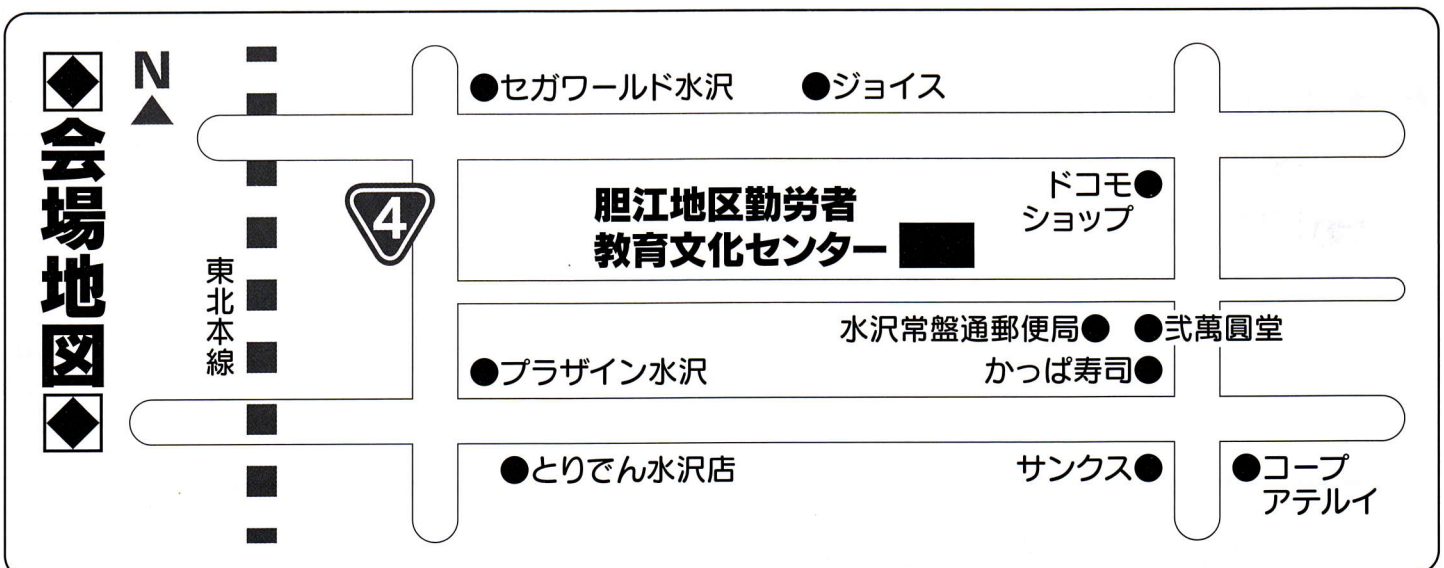 ◆会場地図◆
N
東北本線
4
●セガワールド水沢
●ジョイス
胆江地区勤労者
教育文化センター
ドコモ●
ショップ
水沢常盤通郵便局●
●弐萬圓堂
●プラザイン水沢
かっぱ寿司●
●とりでん水沢店
サンクス●
●コープ
アテルイ